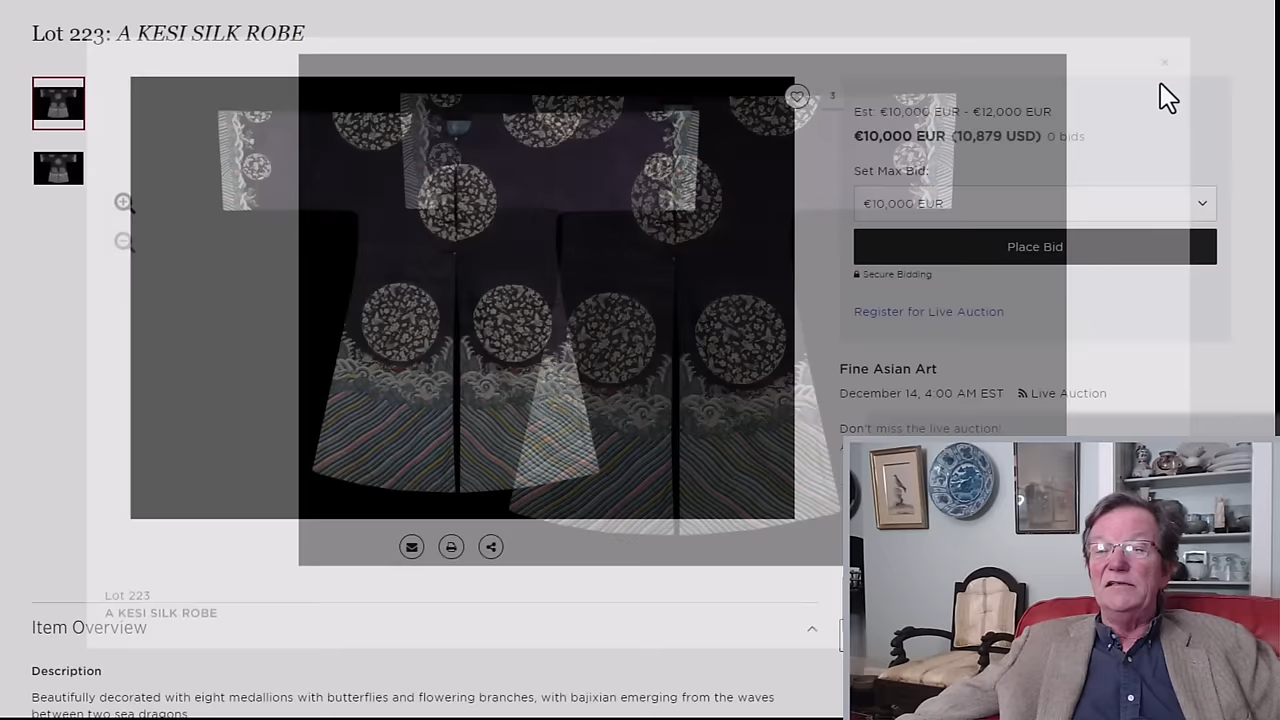 Lot 223: A KESI SILK ROBE
3
Est: €10,000 EUR - €12,000 EUR
€10,000 EUR (10,879 USD) 0 bids
Set Max Bid:
€10,000 EUR
Place Bid
Secure Bidding
Register for Live Auction
Fine Asian Art
December 14, 4:00 AM EST Live Auction
Don't miss the live auction!
Lot 223
A KESI SILK ROBE
Item Overview
Description
Beautifully decorated with eight medallions with butterflies and flowering branches, with bajixian emerging from the waves
between two sea dragons